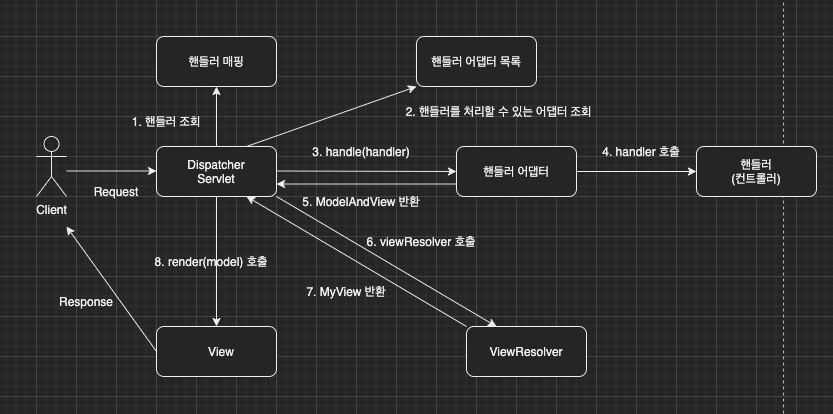 핸들러 매핑
핸들러 어댑터 목록
1. 핸들러 조회
2. 핸들러를 처리할 수 있는 어댑터 조회
Dispatcher
Servlet
3. handle(handler)
핸들러 어댑터
4. handler 호출
핸들러
(컨트롤러)
Request
Client
5. ModelAndView 반환
6. viewResolver 호출
8. render(model) 호출
7. MyView 반환
Response
View
ViewResolver